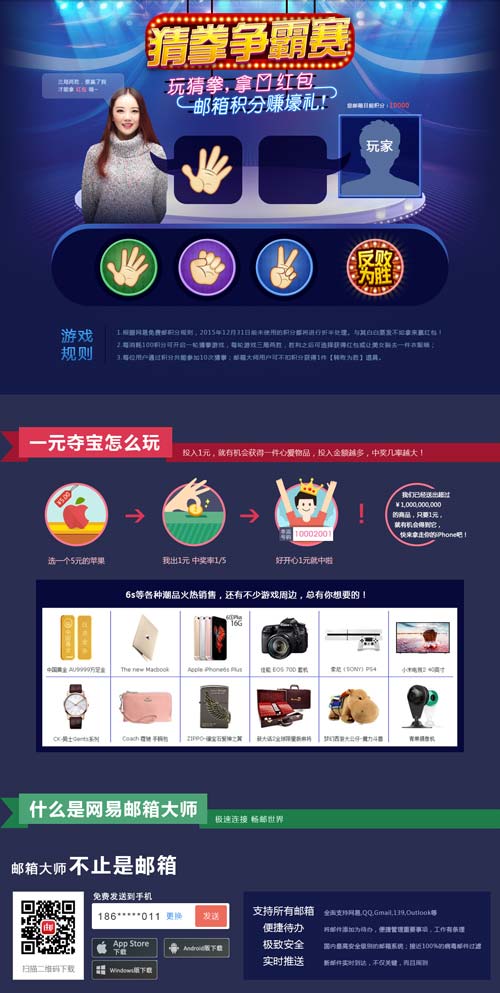 猜拳争霸赛
玩猜拳,拿红包
邮箱积分赚豪礼!
三局两胜，你赢了我
才能拿 红包 哦~
您邮箱目前积分：10000
玩家
反败为胜
游戏规则
1.根据网易免费邮积分规则，2015年12月31日前未使用的积分都将进行折半处理。与其白白蒸发不如拿来赢红包！
2.每消耗100积分可开启一轮猜拳游戏，每轮游戏三局两胜，胜利之后可选择获得红包或让美女脱去一件衣服哦；
3.每位用户通过积分共能参加10次猜拳；邮箱大师用户可不扣积分获得1件【转败为胜】道具。
一元夺宝怎么玩
投入1元，就有机会获得一件心爱物品，投入金额越多，中奖几率越大！
¥5.00
幸运号码 10002001
选一个5元的苹果
我出1元 中奖率1/5
好开心1元就中啦
!
我们已经送出超过
¥1,000,000,000
的商品，只要1元，
就有机会得到它，
快来拿走你的iPhone吧！
6s等各种潮品火热销售，还有不少游戏周边，总有你想要的！
6S|6S Plus
16G
中国黄金 AU9999万足金
The new Macbook
Apple iPhone6s Plus
佳能 EOS 70D 套机
索尼（SONY）PS4
小米电视2 40英寸
CK-男士Gents系列
Coach 蔻驰 手腕包
ZIPPO-镶宝石爱神之翼
梦幻西游大公仔-魔力斗兽
青果摄像机
什么是网易邮箱大师
极速连接 畅邮世界
邮箱大师 不止是邮箱
扫描二维码下载
免费发送到手机
186*****011 更换 发送
App Store
下载
Android版下载
Windows版下载
支持所有邮箱 全面支持网易,QQ,Gmail,139,Outlook等
便捷待办 将邮件添加为待办，便捷管理重要事项，工作有条理
极致安全 国内最高安全级别的邮箱系统；接近100%的病毒邮件过滤
实时推送 新邮件实时到达，不仅关键，而且周到